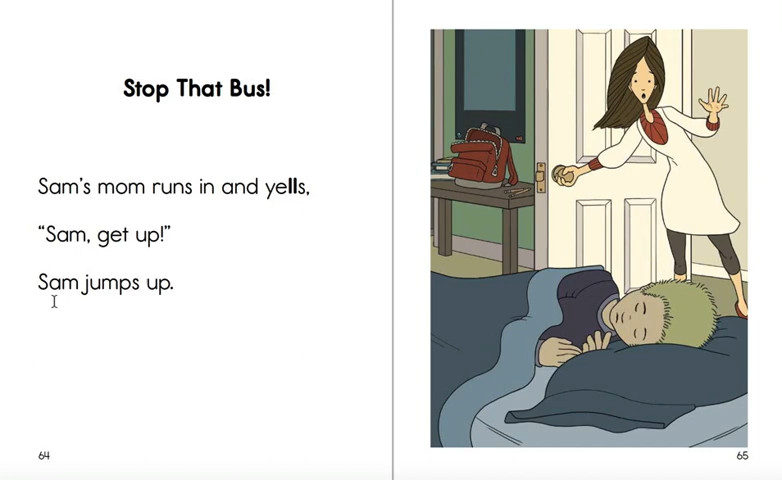 Stop That Bus!
Sam's mom runs in and yells,
“Sam, get up!”
Sam jumps up.
64
65